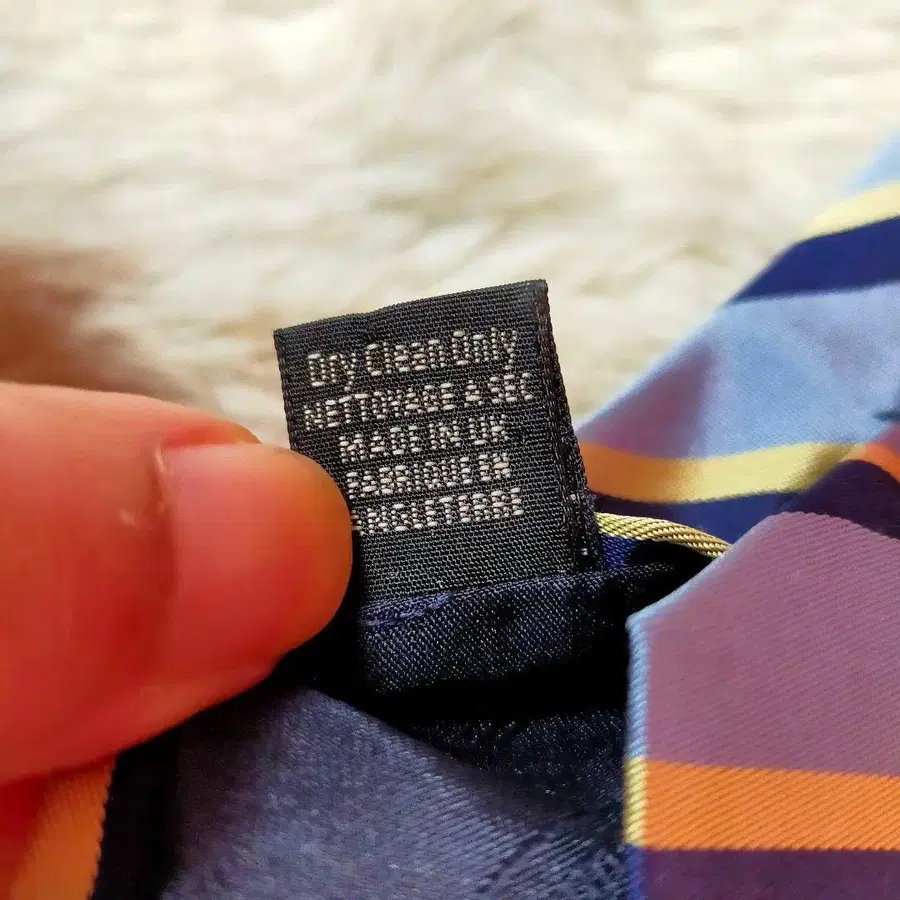 Dry Clean Only
NETTOYAGE A SEC
MADE IN UK
FABRIQUE EN
ANGLETERRE